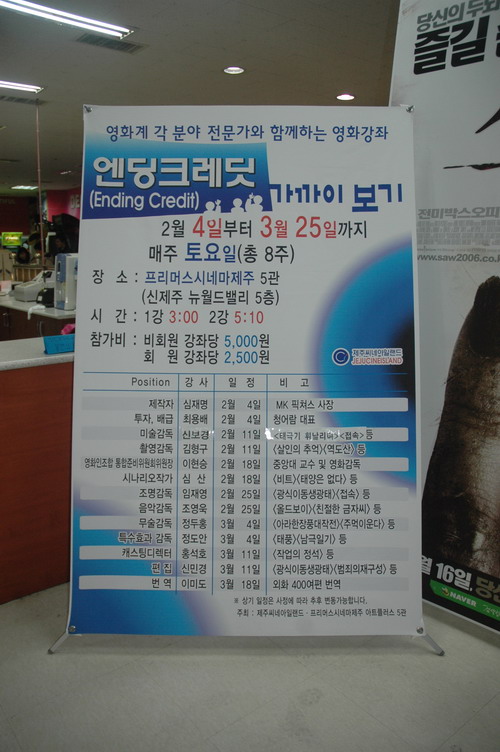 영화계 각 분야 전문가와 함께하는 영화강좌
엔딩크레딧
(Ending Credit)
가까이 보기
2월 4일부터 3월 25일까지
매주 토요일(총 8주)
장 소 : 프리머스시네마제주 5관
(신제주 뉴월드밸리 5층)
시 간 : 1강 3:00 2강 5:10
참가비 : 비회원 강좌당 5,000원
회 원 강좌당 2,500원
제주씨네아일랜드
JEJUCINEISLAND
Position 강 사 일 정 비 고
제작자 심재명 2월 4일 MK 픽쳐스 사장
투자, 배급 최용배 2월 4일 청어람 대표
미술감독 신보경 2월 11일 <태극기 휘날리며><접속> 등
촬영감독 김형구 2월 11일 <살인의 추억><역도산> 등
영화인조합 통합준비위원회위원장 이현승 2월 18일 중앙대 교수 및 영화감독
시나리오작가 심 산 2월 18일 <비트><태양은 없다> 등
조명감독 임재영 2월 25일 <광식이동생광태><접속> 등
음악감독 조영욱 2월 25일 <올드보이><친절한 금자씨> 등
무술감독 정두홍 3월 4일 <아라한장풍대작전><주먹이운다> 등
특수효과 감독 정도안 3월 4일 <태풍><남극일기> 등
캐스팅디렉터 홍석호 3월 11일 <작업의 정석> 등
편 집 신민경 3월 11일 <광식이동생광태><범죄의재구성> 등
번 역 이미도 3월 18일 외화 400여편 번역
※ 상기 일정은 사정에 따라 추후 변동가능합니다.
주최 : 제주씨네아일랜드 · 프리머스시네마제주 아트플러스 5관
당신의 두뇌
즐길
전미박스오피
www.saw2006.co.k
월 16일, 당신
NAVER